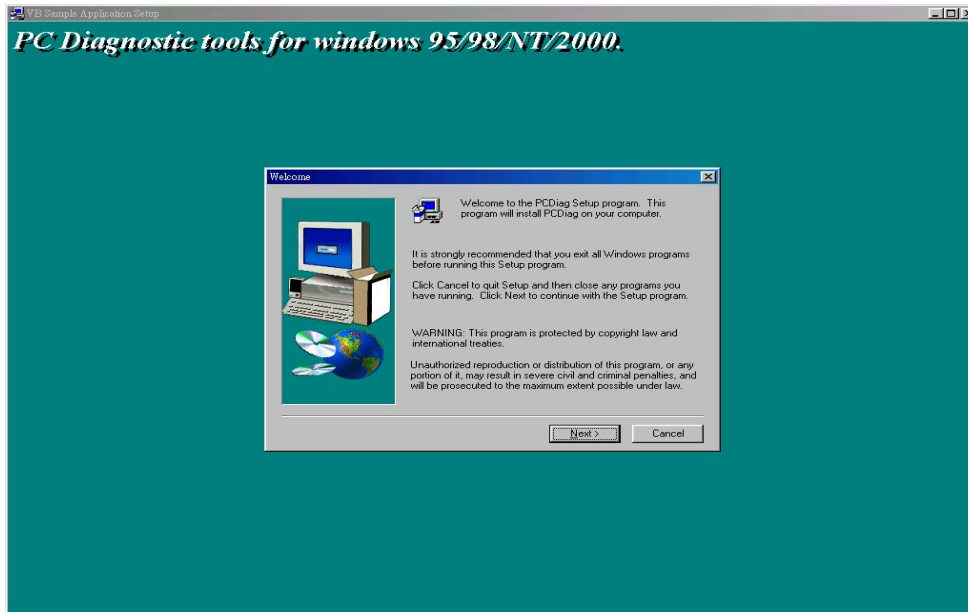 VB Sample Application Setup
PC Diagnostic tools for windows 95/98/NT/2000.
Welcome
Welcome to the PCDiag Setup program. This
program will install PCDiag on your computer.
It is strongly recommended that you exit all Windows programs
before running this Setup program.
Click Cancel to quit Setup and then close any programs you
have running. Click Next to continue with the Setup program.
WARNING: This program is protected by copyright law and
international treaties.
Unauthorized reproduction or distribution of this program, or any
portion of it, may result in severe civil and criminal penalties, and
will be prosecuted to the maximum extent possible under law.
Next >
Cancel